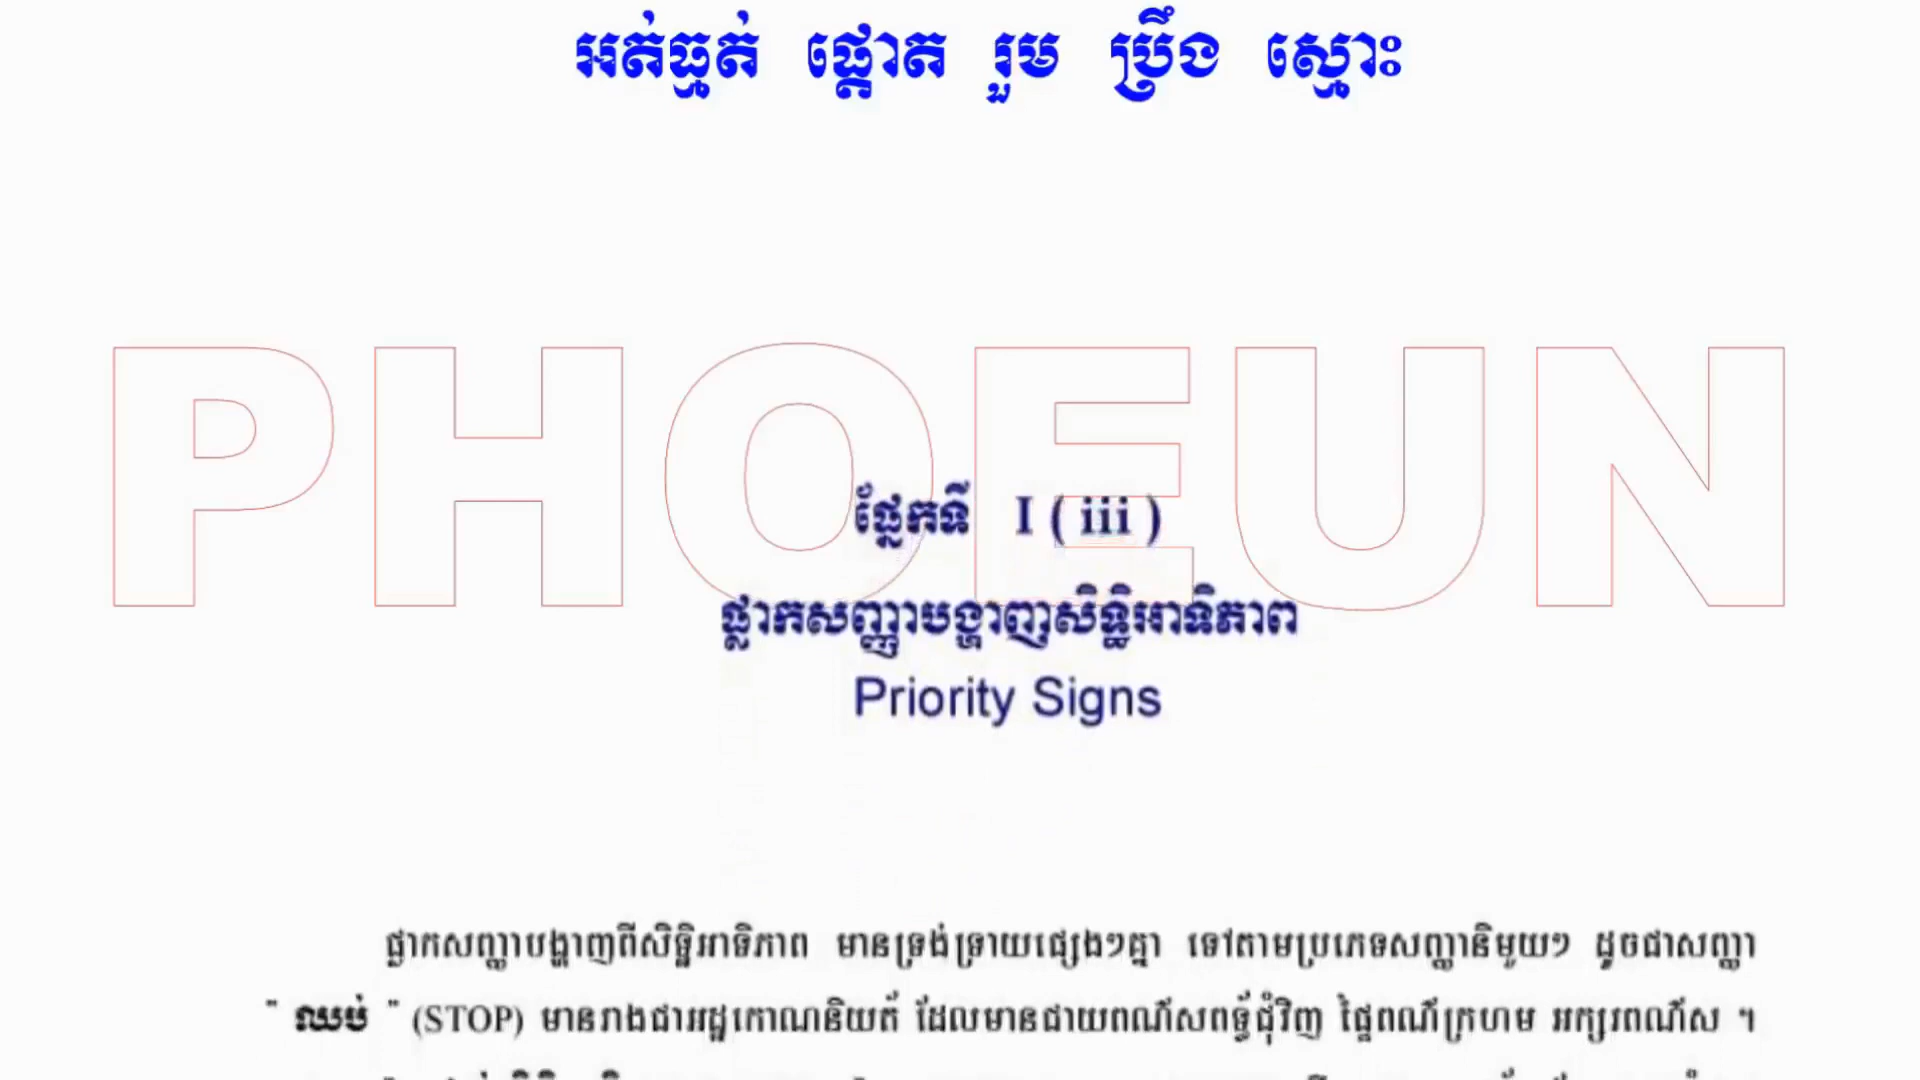 អត់ធ្មត់ ផ្ដោត រួម ប្រឹង ស្មោះ
PHOEUN
ផ្នែកទី I ( iii )
ផ្លាកសញ្ញាបង្ហាញសិទ្ធិអាទិភាព
Priority Signs
ផ្លាកសញ្ញាបង្ហាញពីសិទ្ធិអាទិភាព មានទ្រង់ទ្រាយផ្សេងៗគ្នា ទៅតាមប្រភេទសញ្ញានិមួយៗ ដូចជាសញ្ញា
" ឈប់ " (STOP) មានរាងជាអដ្ឋកោណនិយត័ ដែលមានជាយពណ័សពទ្ធ័ជុំវិញ ផ្ទៃពណ័ក្រហម អក្សរពណ័ស ។